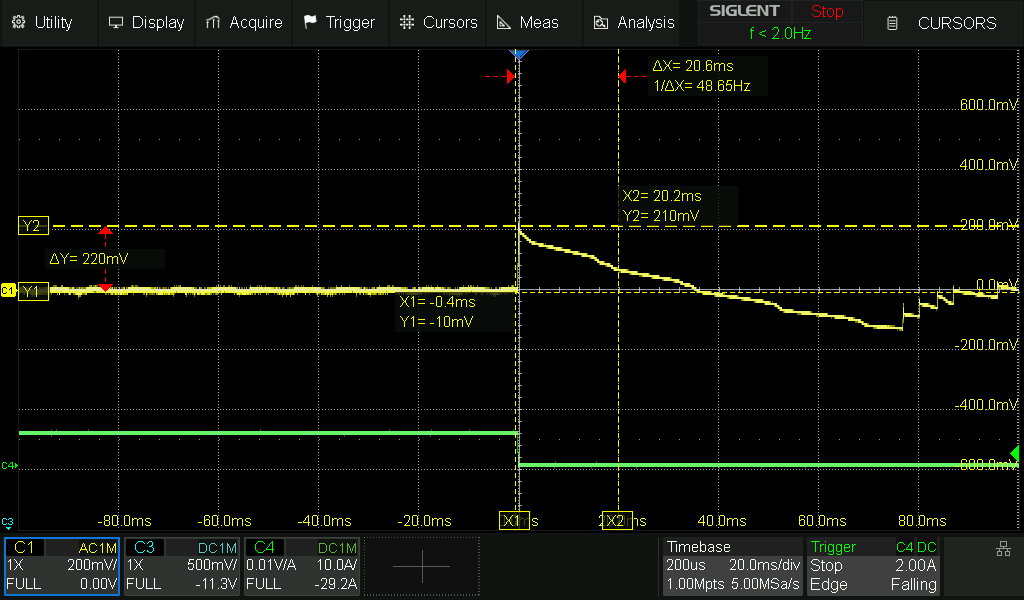 Utility Display Acquire Trigger Cursors Meas Analysis SIGLENT Stop CURSORS
f < 2.0Hz
ΔX= 20.6ms
1/ΔX= 48.65Hz
600.0mV
400.0mV
X2= 20.2ms
Y2= 210mV
Y2 200.0mV
ΔY= 220mV
C1 Y1 0.0mV
X1= -0.4ms
Y1= -10mV
-200.0mV
-400.0mV
C4 -600.0mV
C3 -80.0ms -60.0ms -40.0ms -20.0ms X1 X2 40.0ms 60.0ms 80.0ms
C1 AC1M C3 DC1M C4 DC1M Timebase Trigger C4 DC
1X 200mV/ 1X 500mV/ 0.01V/A 10.0A/ 200us 20.0ms/div Stop 2.00A
FULL 0.00V FULL -11.3V FULL -29.2A 1.00Mpts 5.00MSa/s Edge Falling